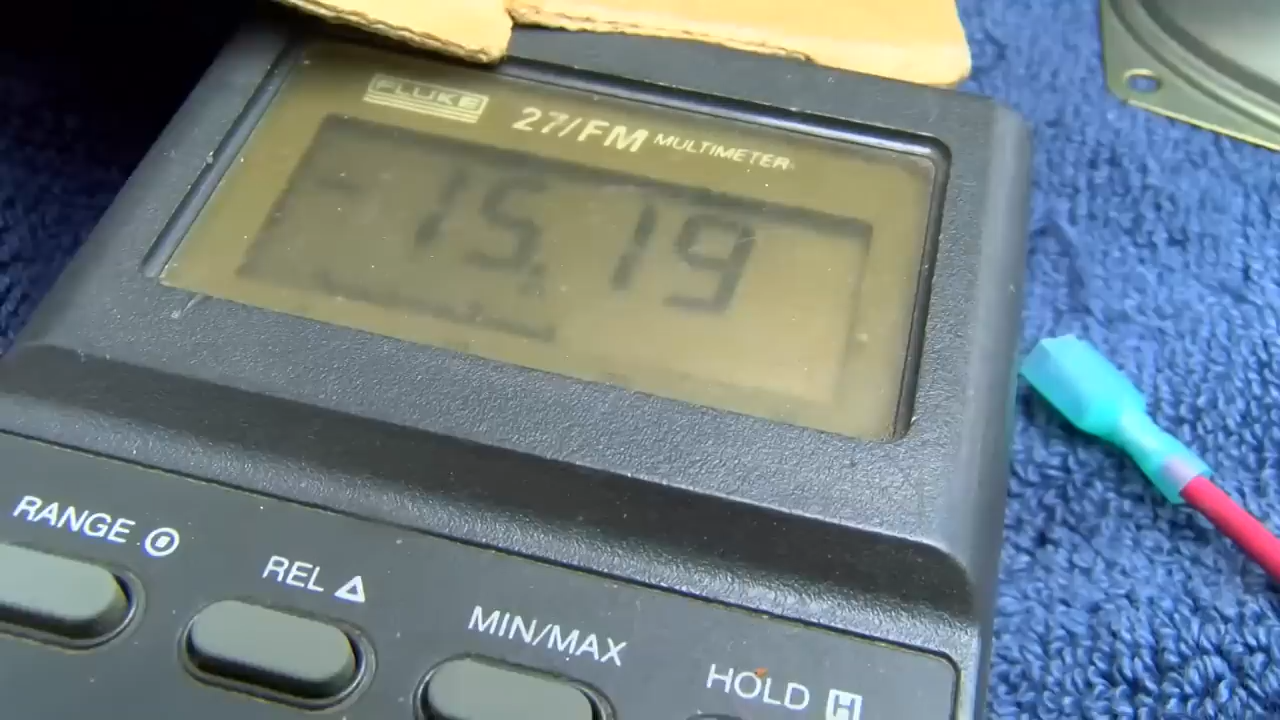 FLUKE
27/FM MULTIMETER
-15.19
RANGE
REL △
MIN/MAX
HOLD H